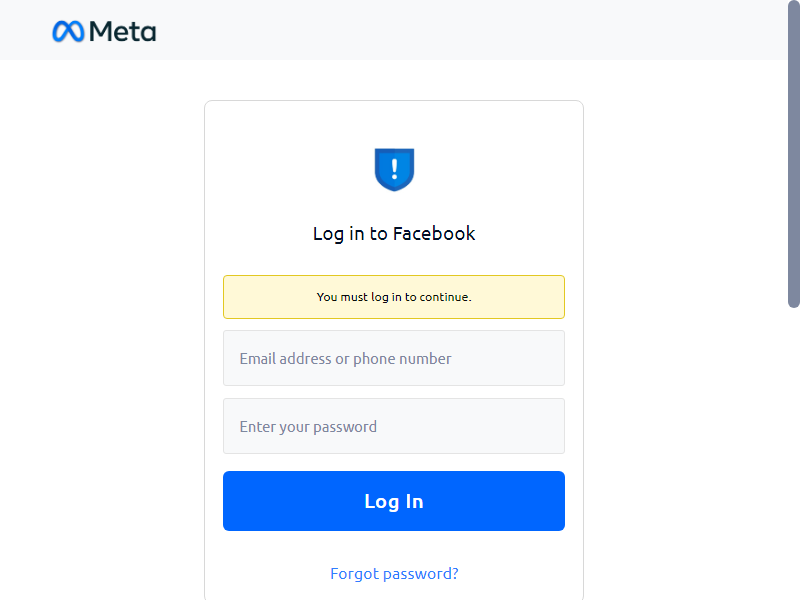 Meta
Log in to Facebook
You must log in to continue.
Email address or phone number
Enter your password
Log In
Forgot password?